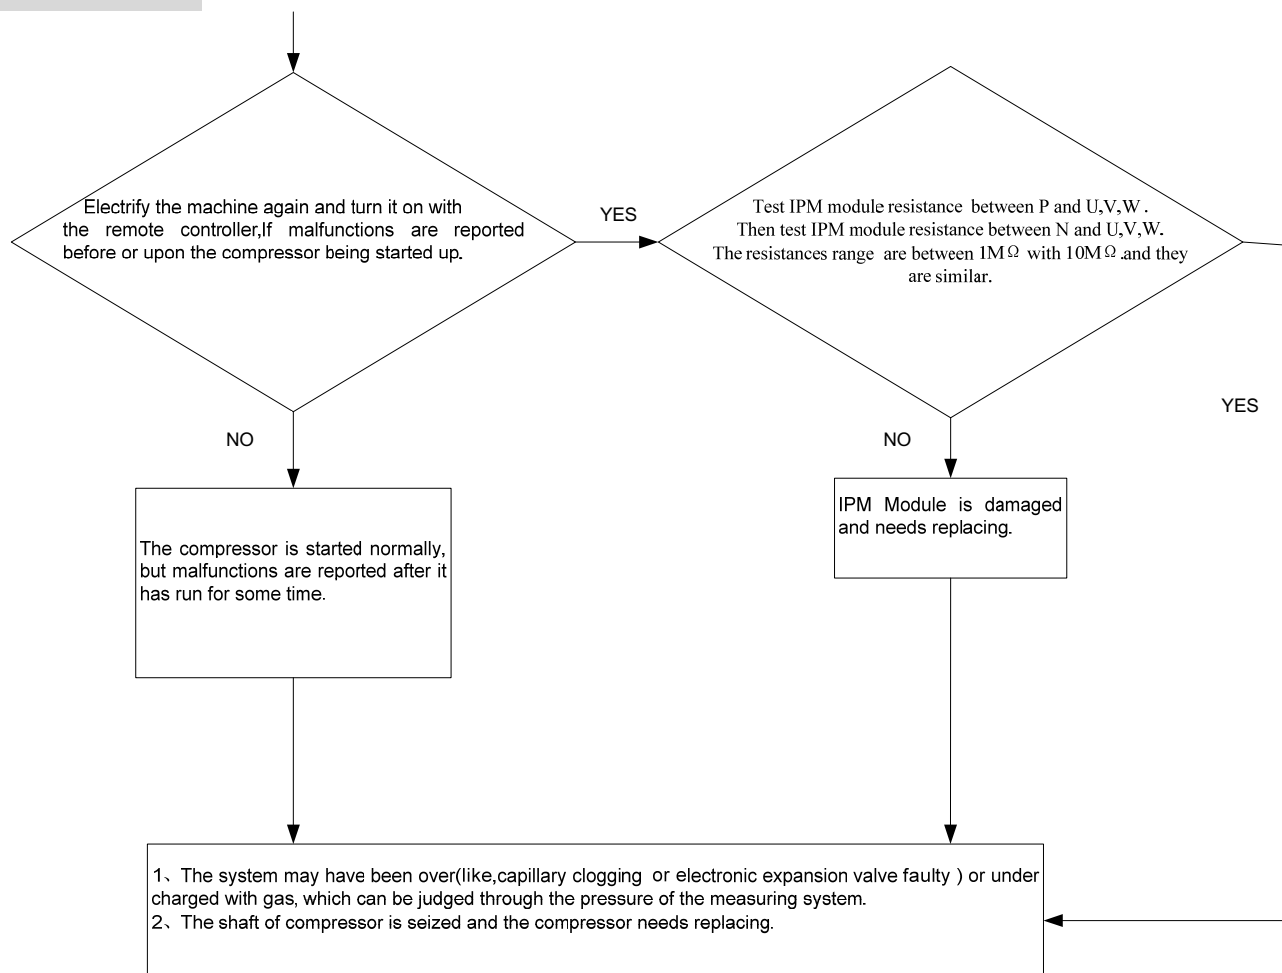 Electrify the machine again and turn it on with
the remote controller,If malfunctions are reported
before or upon the compressor being started up.
YES
Test IPM module resistance between P and U,V,W .
Then test IPM module resistance between N and U,V,W.
The resistances range are between 1MΩ with 10MΩ .and they
are similar.
YES
NO
NO
The compressor is started normally,
but malfunctions are reported after it
has run for some time.
IPM Module is damaged
and needs replacing.
1、The system may have been over(like,capillary clogging or electronic expansion valve faulty ) or under
charged with gas, which can be judged through the pressure of the measuring system.
2、The shaft of compressor is seized and the compressor needs replacing.